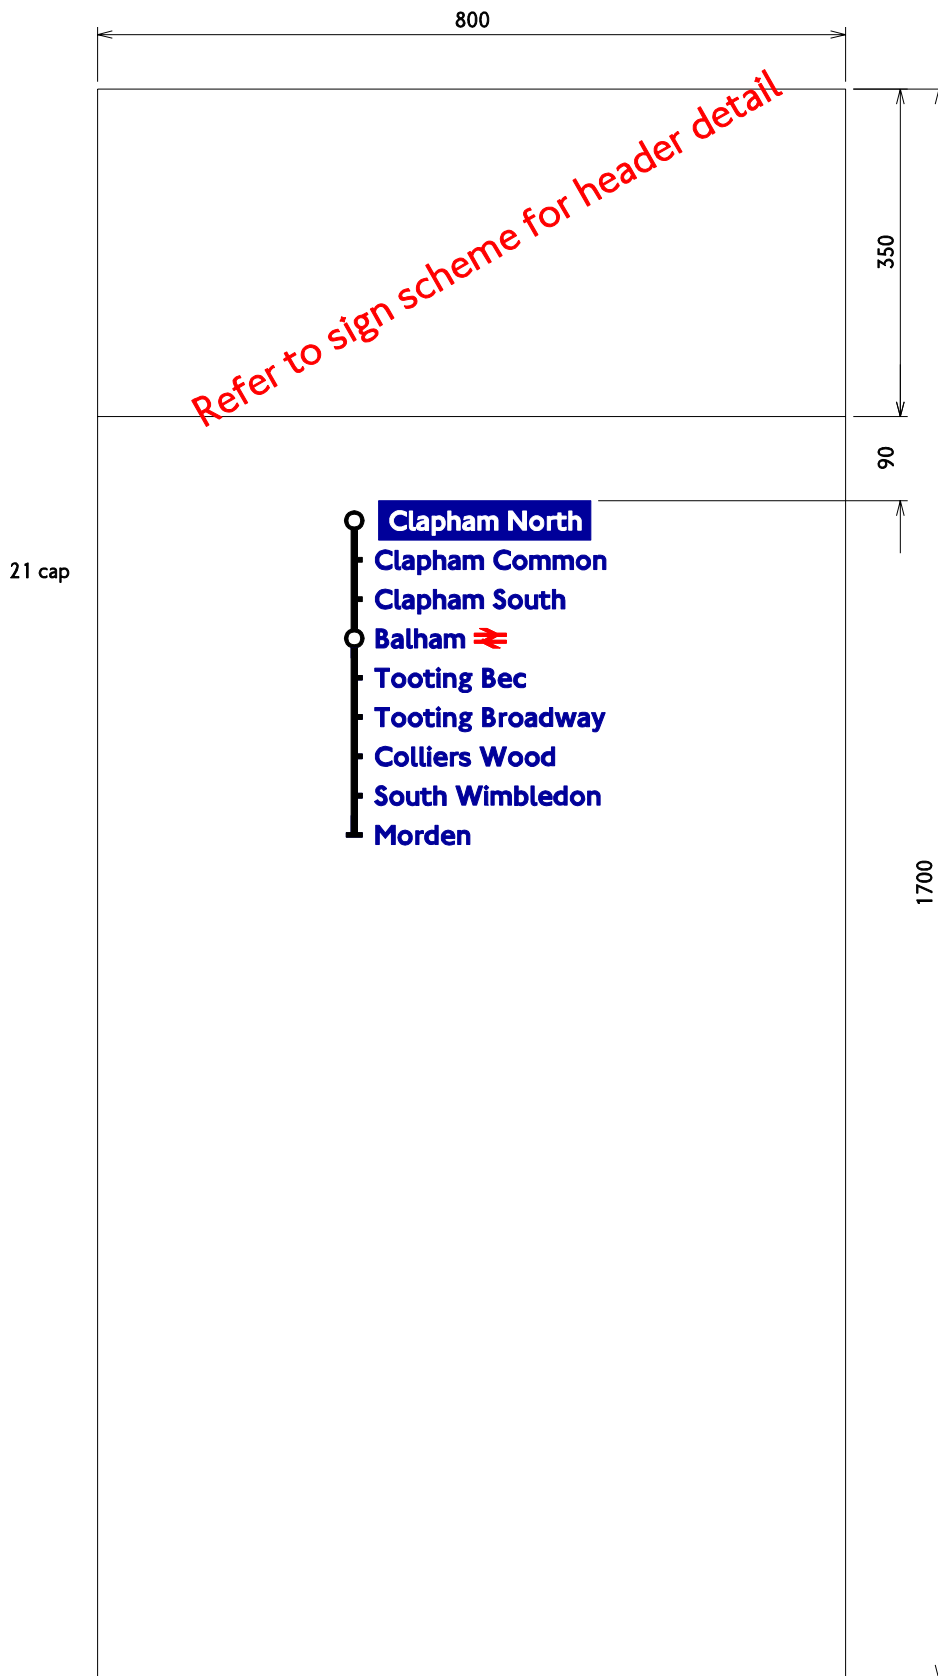 800
Refer to sign scheme for header detail
350
90
Clapham North
21 cap
Clapham Common
Clapham South
Balham
Tooting Bec
Tooting Broadway
Colliers Wood
South Wimbledon
Morden
1700